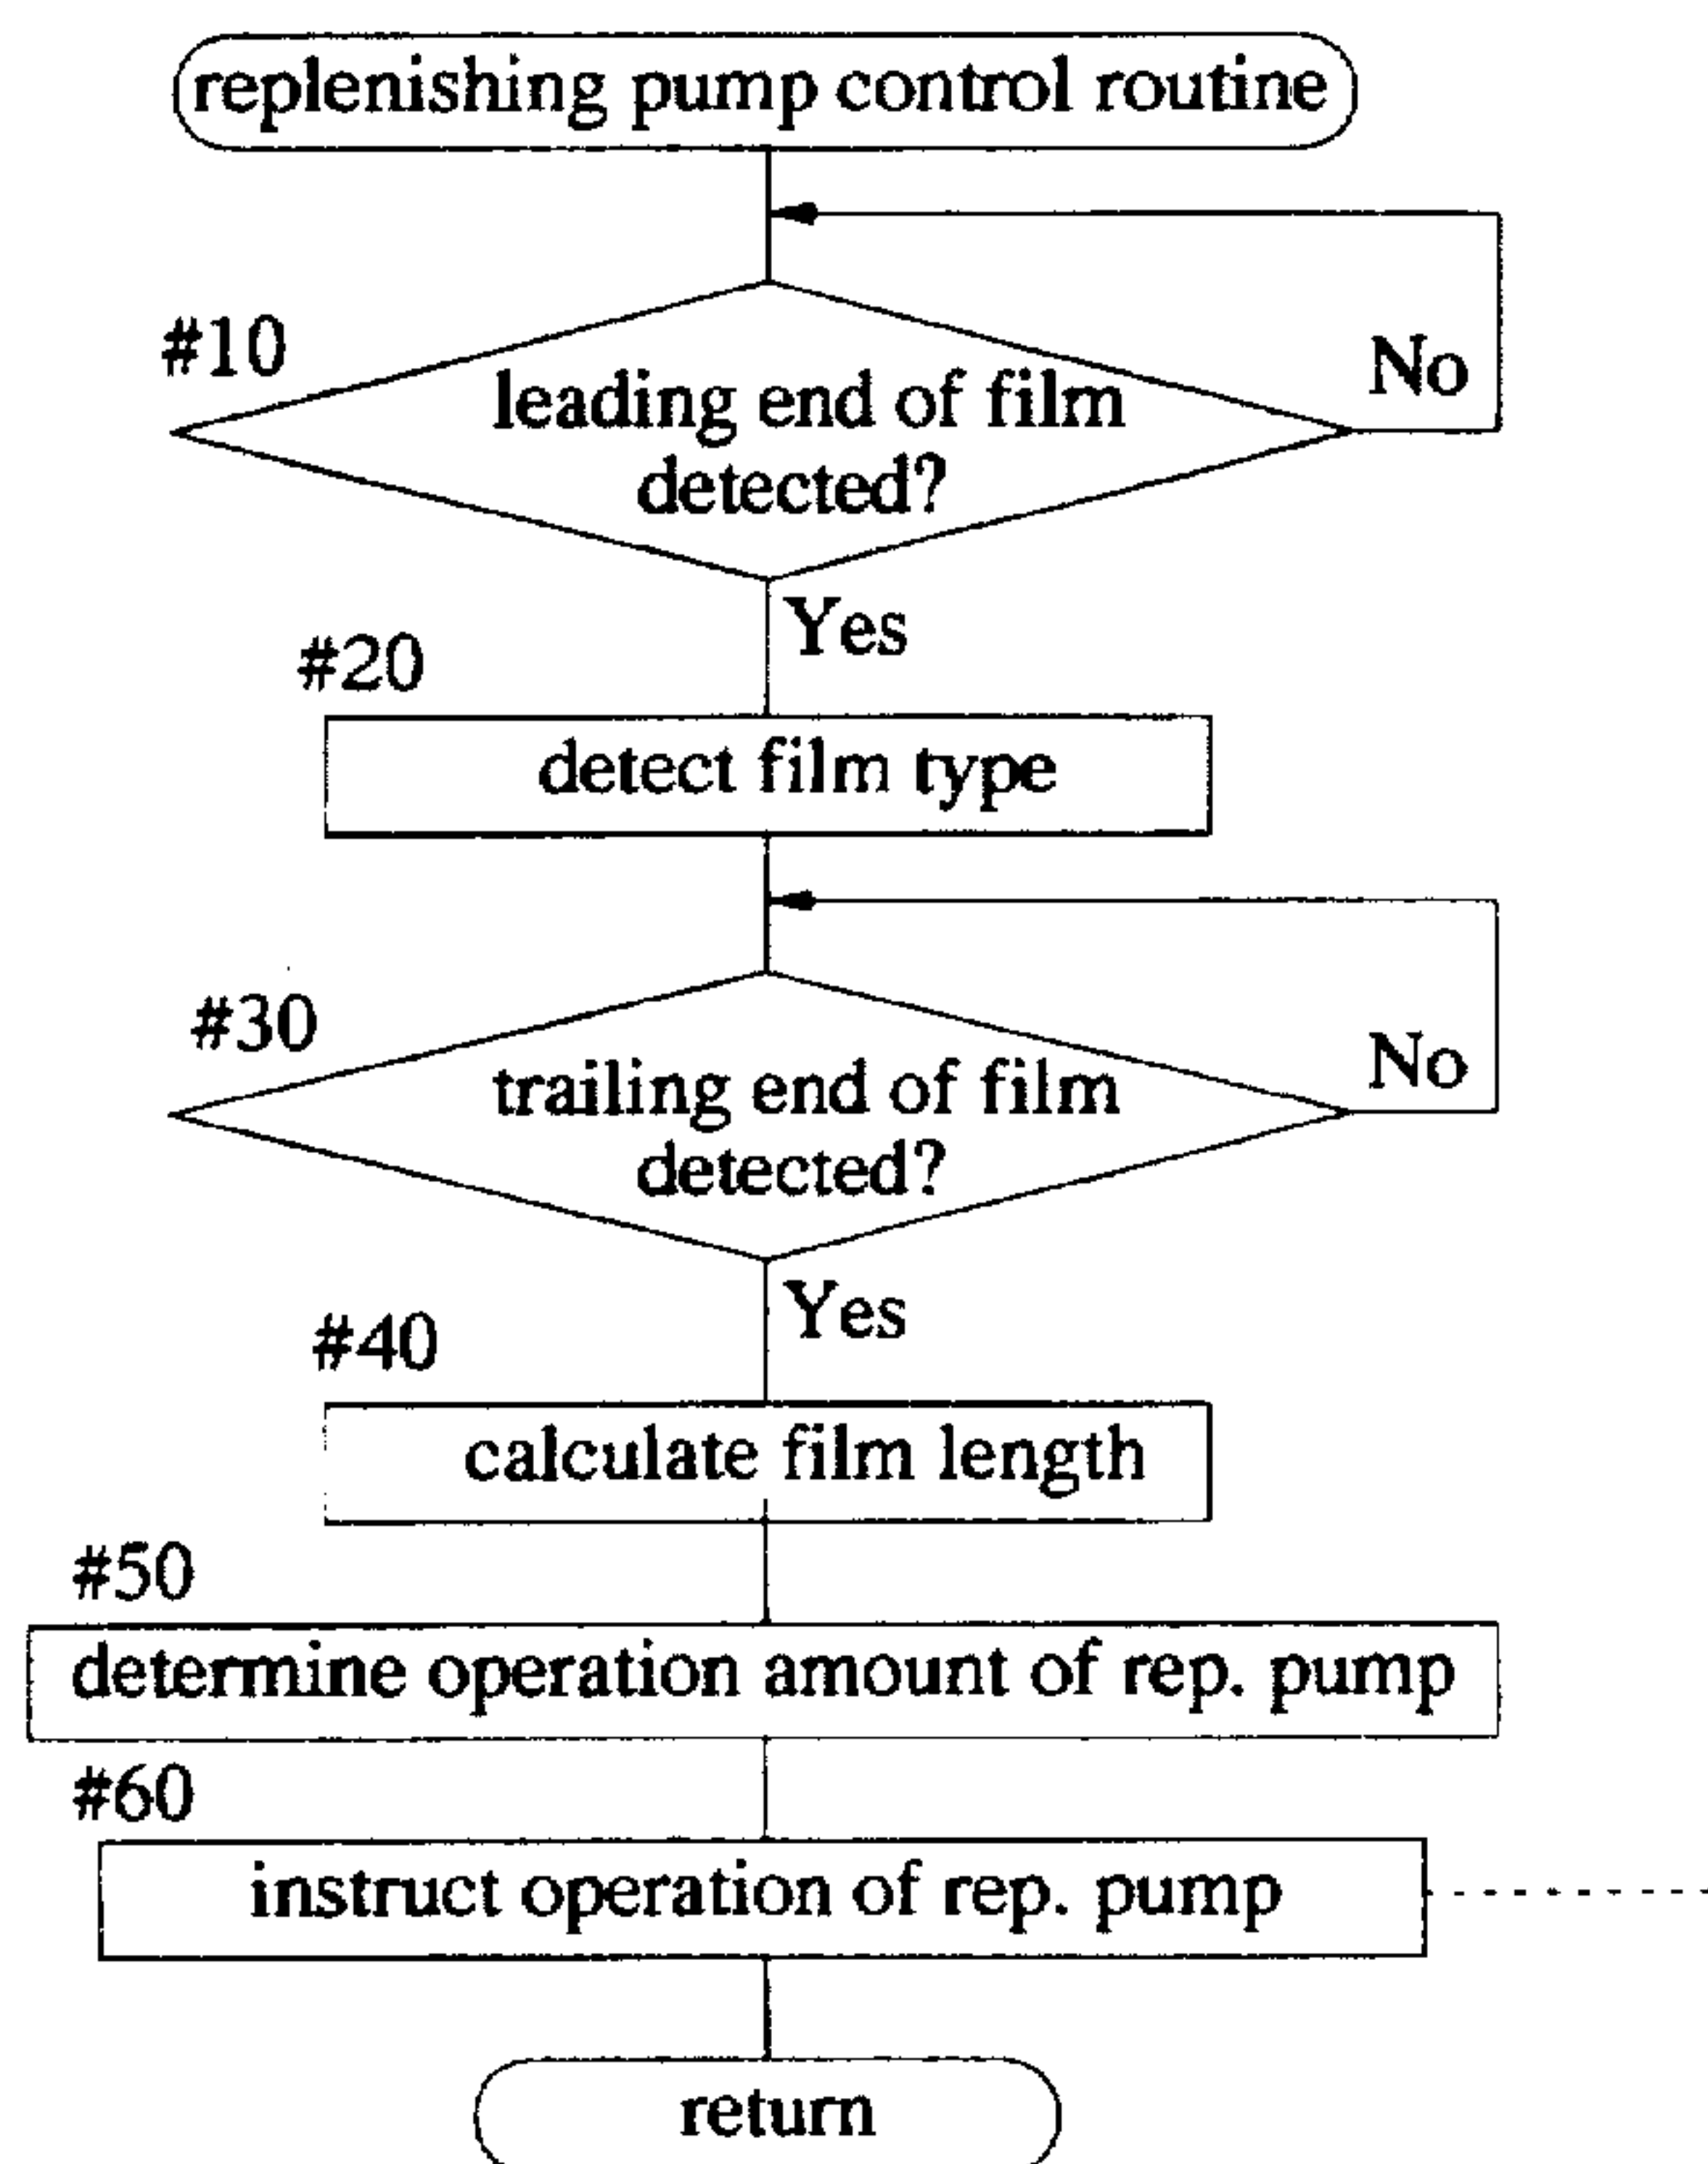 replenishing pump control routine
#10
leading end of film
detected?
No
Yes
#20
detect film type
#30
trailing end of film
detected?
No
Yes
#40
calculate film length
#50
determine operation amount of rep. pump
#60
instruct operation of rep. pump
return